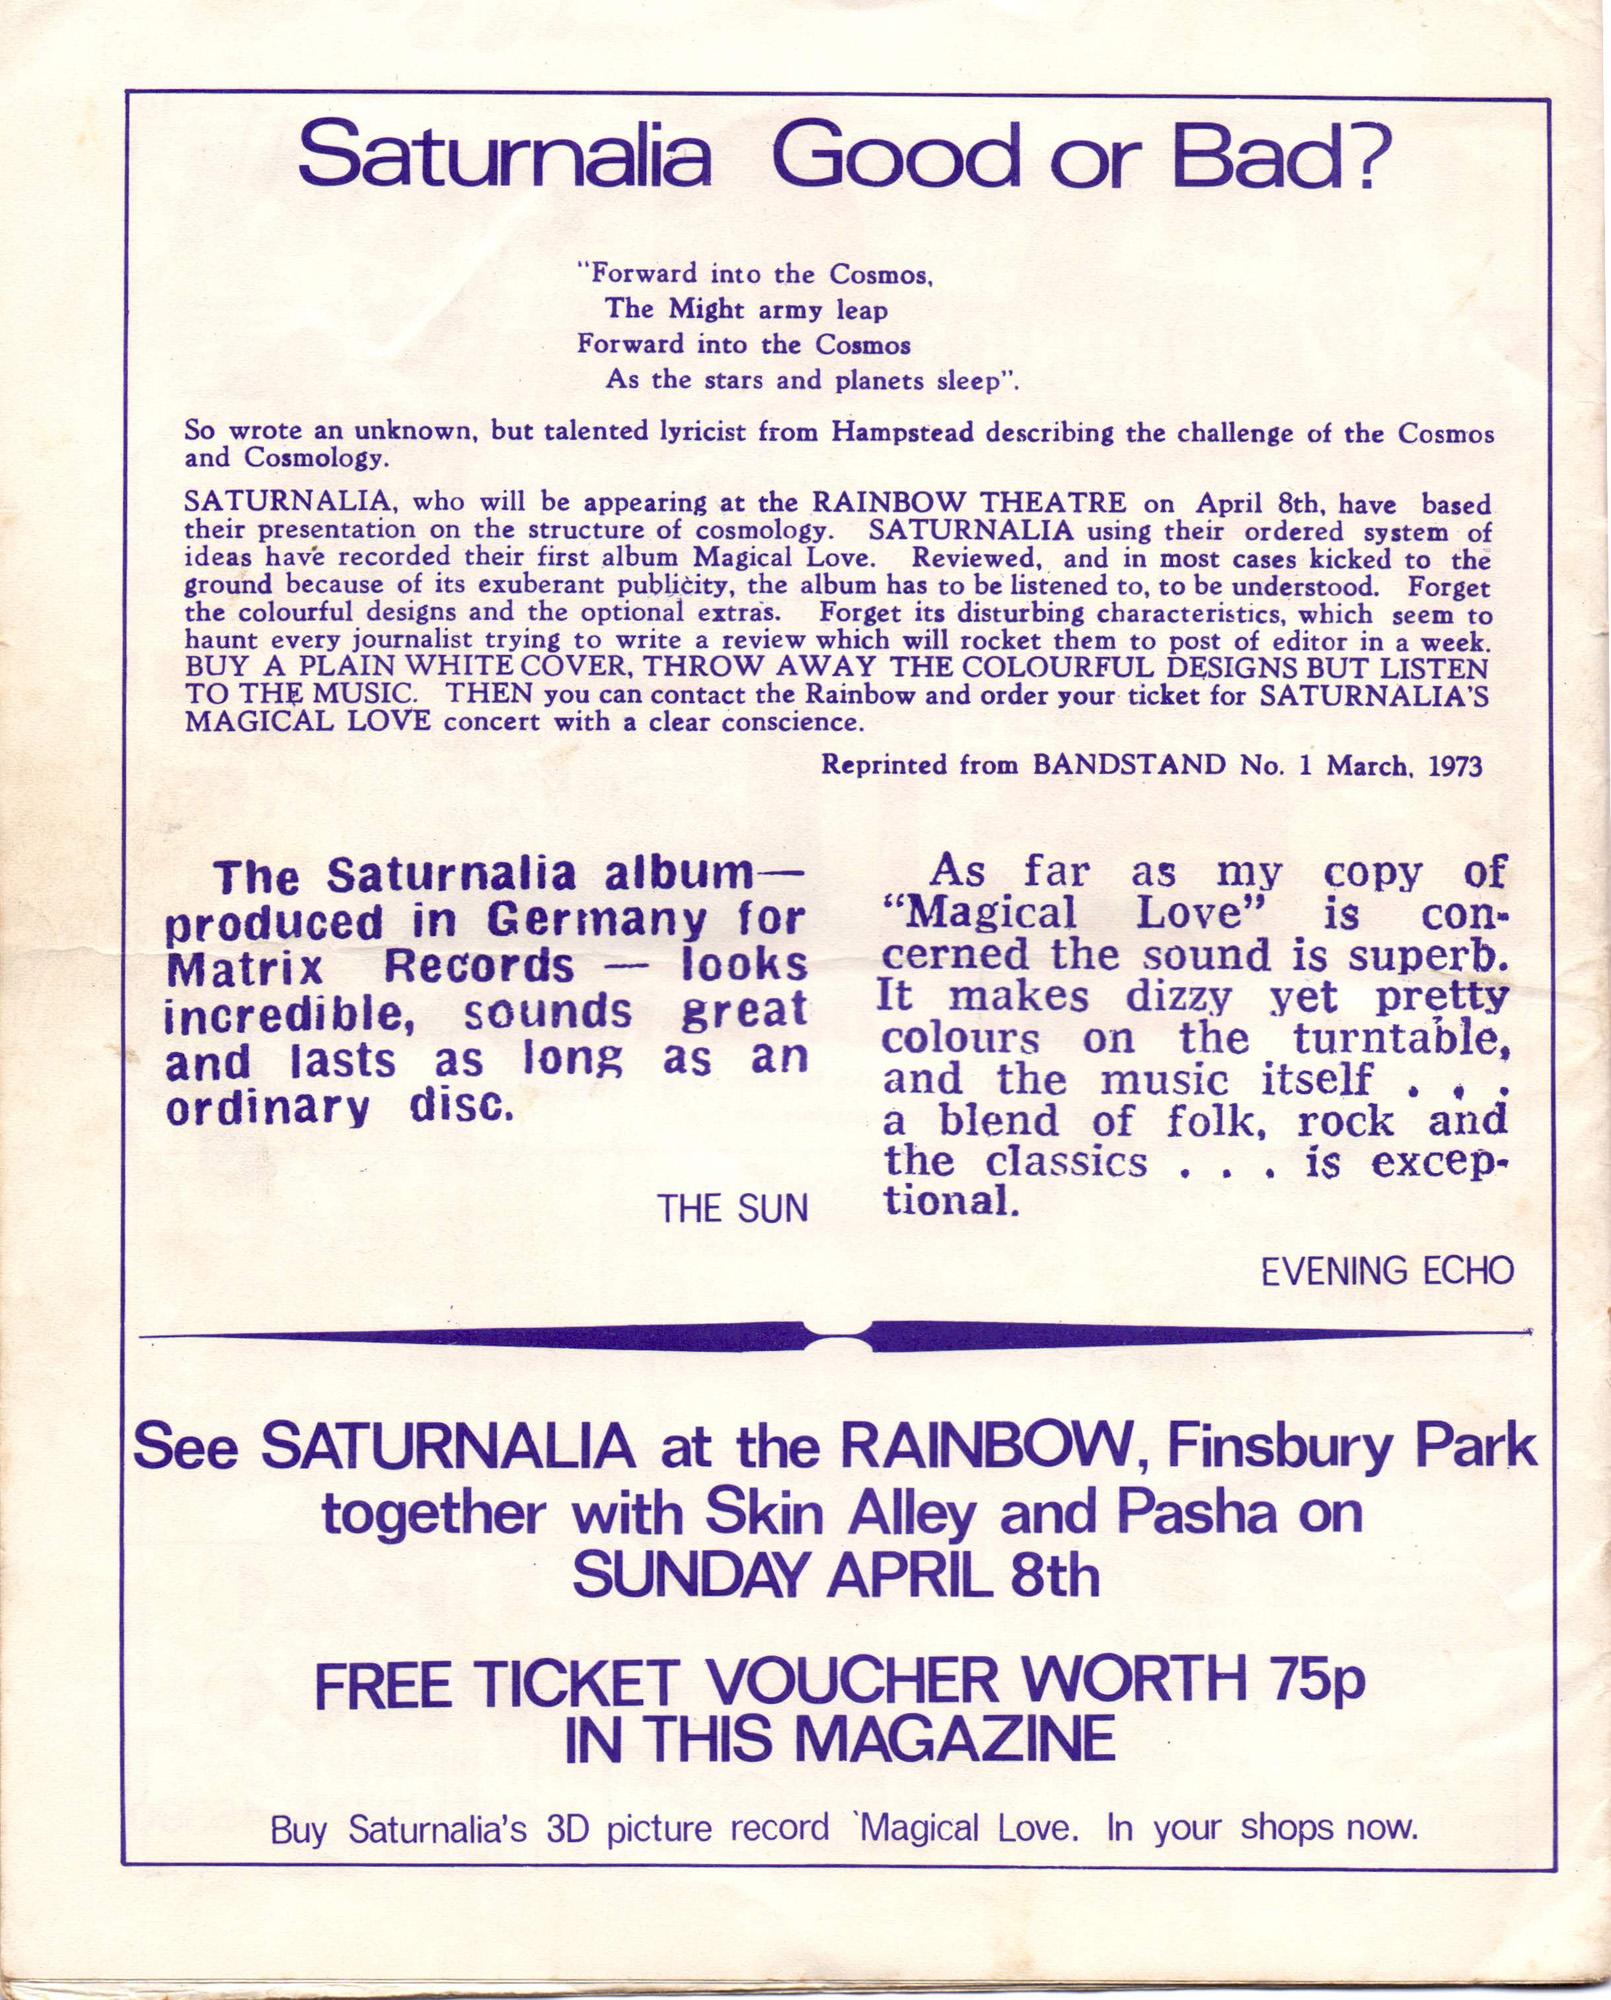 Saturnalia Good or Bad?
"Forward into the Cosmos,
The Might army leap
Forward into the Cosmos
As the stars and planets sleep".
So wrote an unknown, but talented lyricist from Hampstead describing the challenge of the Cosmos
and Cosmology.
SATURNALIA, who will be appearing at the RAINBOW THEATRE on April 8th, have based
their presentation on the structure of cosmology. SATURNALIA using their ordered system of
ideas have recorded their first album Magical Love. Reviewed, and in most cases kicked to the
ground because of its exuberant publicity, the album has to be listened to, to be understood. Forget
the colourful designs and the optional extras. Forget its disturbing characteristics, which seem to
haunt every journalist trying to write a review which will rocket them to post of editor in a week.
BUY A PLAIN WHITE COVER, THROW AWAY THE COLOURFUL DESIGNS BUT LISTEN
TO THE MUSIC. THEN you can contact the Rainbow and order your ticket for SATURNALIA'S
MAGICAL LOVE concert with a clear conscience.
Reprinted from BANDSTAND No. 1 March, 1973
The Saturnalia album—
produced in Germany for
Matrix Records — looks
incredible, sounds great
and lasts as long as an
ordinary disc.
THE SUN
As far as my copy of
"Magical Love" is con-
cerned the sound is superb.
It makes dizzy yet pretty
colours on the turntable,
and the music itself . . .
a blend of folk, rock and
the classics . . . is excep-
tional.
EVENING ECHO
See SATURNALIA at the RAINBOW, Finsbury Park
together with Skin Alley and Pasha on
SUNDAY APRIL 8th
FREE TICKET VOUCHER WORTH 75p
IN THIS MAGAZINE
Buy Saturnalia's 3D picture record 'Magical Love. In your shops now.